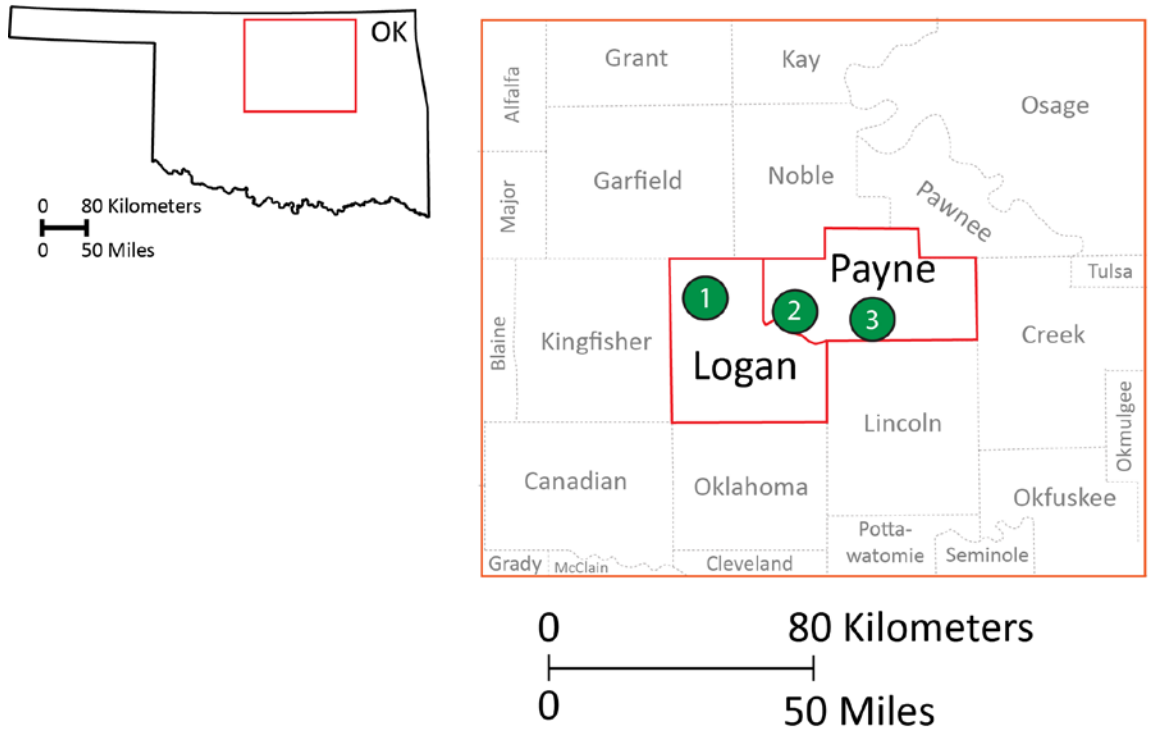 OK
0 80 Kilometers
0 50 Miles
Alfalfa
Grant
Kay
Osage
Major
Garfield
Noble
Pawnee
Payne
Tulsa
1
2
3
Blaine
Kingfisher
Logan
Creek
Lincoln
Okmulgee
Canadian
Oklahoma
Okfuskee
Potta-
watomie
Seminole
Grady
McClain
Cleveland
0 80 Kilometers
0 50 Miles